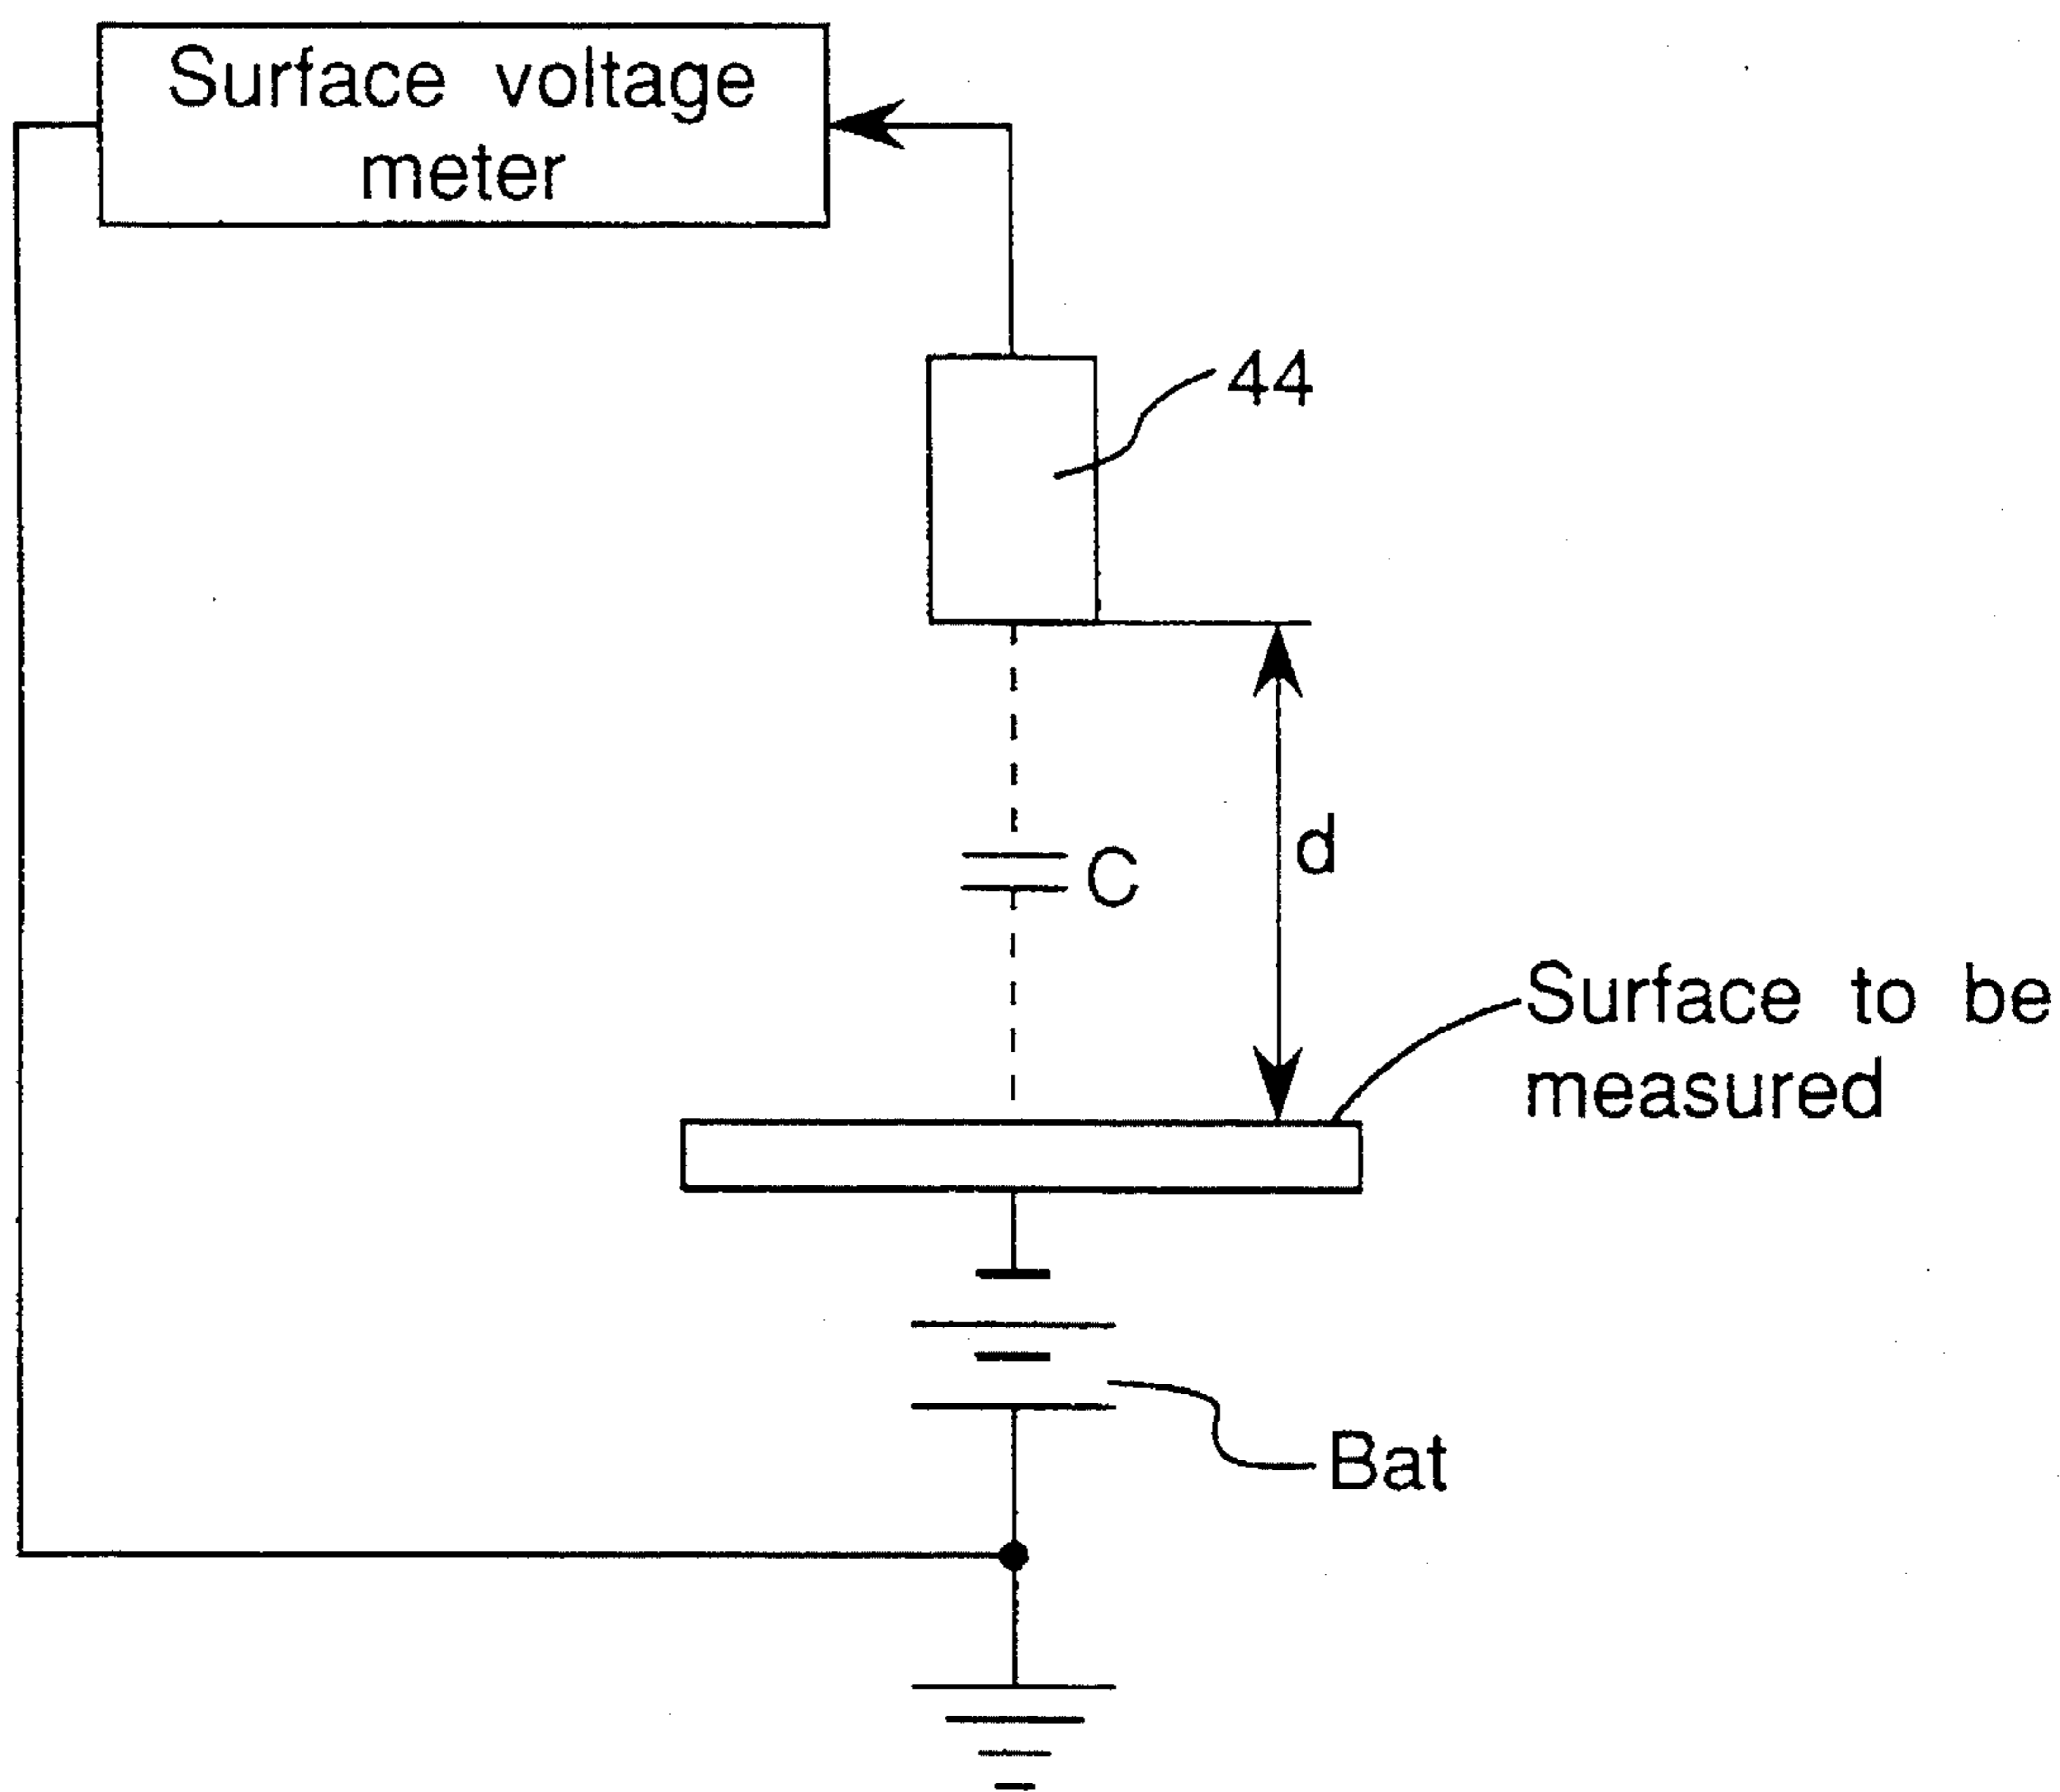 Surface voltage
meter
44
d
C
Surface to be
measured
Bat